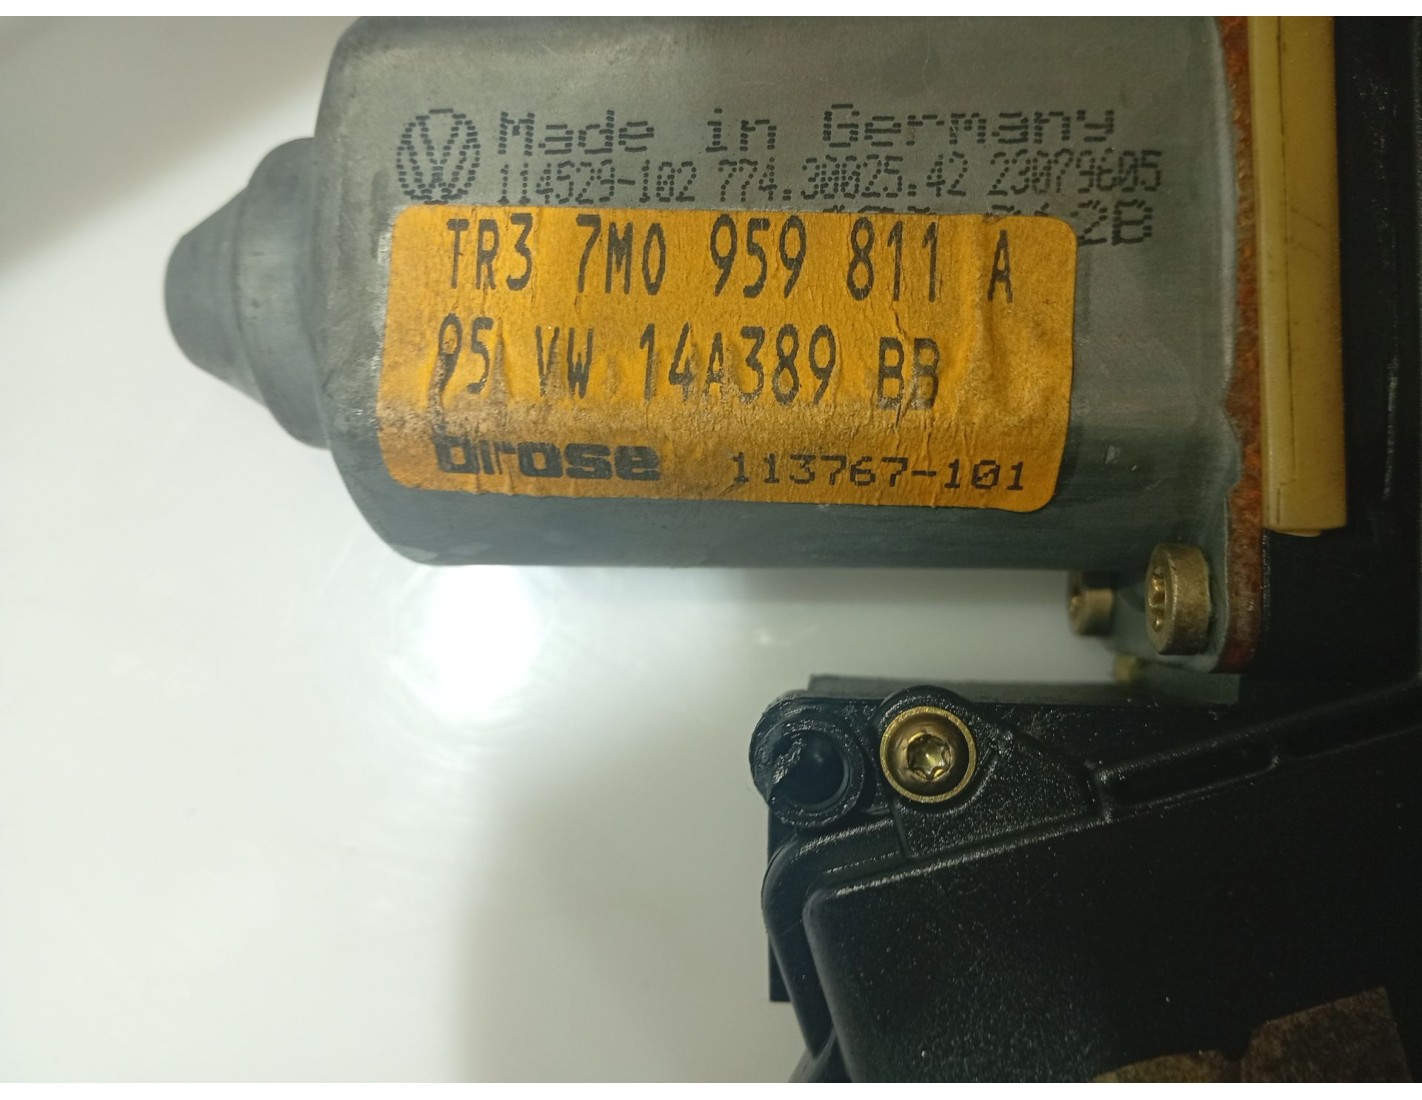 Made in Germany
114529-102 774.30025.42 23079605
2B
TR3 7M0 959 811 A
95 VW 14A389 BB
brose 113767-101